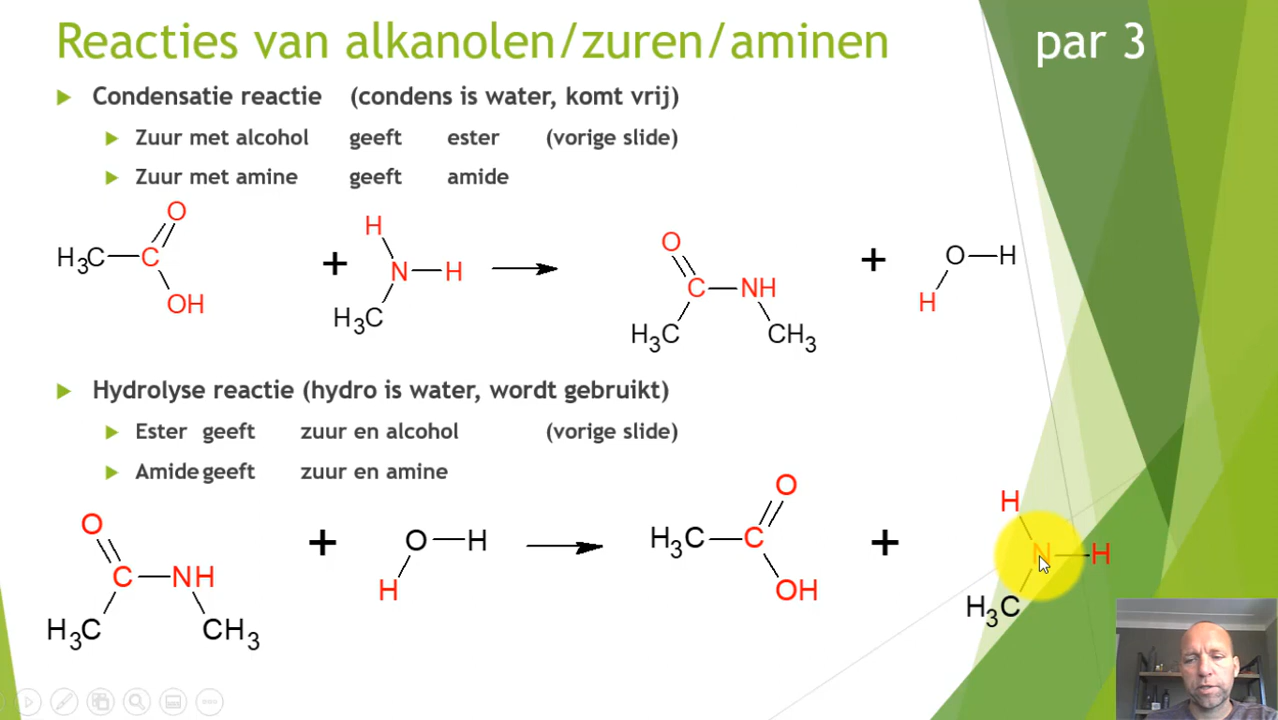 Reacties van alkanolen/zuren/aminen par 3
Condensatie reactie (condens is water, komt vrij)
Zuur met alcohol geeft ester (vorige slide)
Zuur met amine geeft amide
H3C C O OH + H N H H3C O C NH H3C CH3 + O H H
Hydrolyse reactie (hydro is water, wordt gebruikt)
Ester geeft zuur en alcohol (vorige slide)
Amide geeft zuur en amine
O C NH H3C CH3 + O H H H3C C O OH + H N H H3C